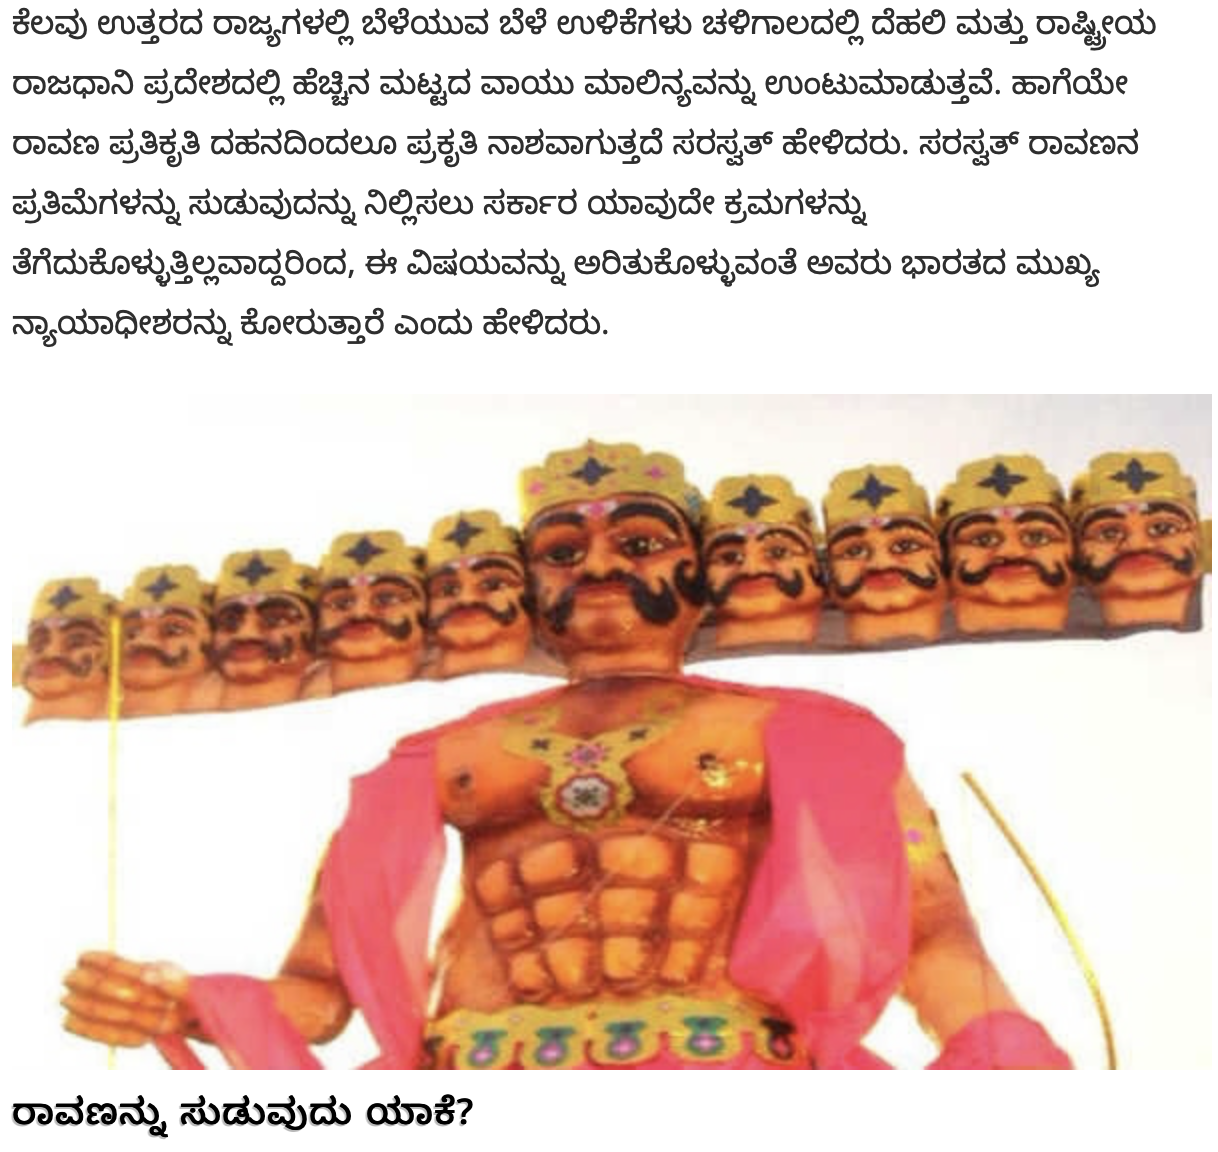 ಕೆಲವು ಉತ್ತರದ ರಾಜ್ಯಗಳಲ್ಲಿ ಬೆಳೆಯುವ ಬೆಳೆ ಉಳಿಕೆಗಳು ಚಳಿಗಾಲದಲ್ಲಿ ದೆಹಲಿ ಮತ್ತು ರಾಷ್ಟ್ರೀಯ
ರಾಜಧಾನಿ ಪ್ರದೇಶದಲ್ಲಿ ಹೆಚ್ಚಿನ ಮಟ್ಟದ ವಾಯು ಮಾಲಿನ್ಯವನ್ನು ಉಂಟುಮಾಡುತ್ತವೆ. ಹಾಗೆಯೇ
ರಾವಣ ಪ್ರತಿಕೃತಿ ದಹನದಿಂದಲೂ ಪ್ರಕೃತಿ ನಾಶವಾಗುತ್ತದೆ ಸರಸ್ವತ್ ಹೇಳಿದರು. ಸರಸ್ವತ್ ರಾವಣನ
ಪ್ರತಿಮೆಗಳನ್ನು ಸುಡುವುದನ್ನು ನಿಲ್ಲಿಸಲು ಸರ್ಕಾರ ಯಾವುದೇ ಕ್ರಮಗಳನ್ನು
ತೆಗೆದುಕೊಳ್ಳುತ್ತಿಲ್ಲವಾದ್ದರಿಂದ, ಈ ವಿಷಯವನ್ನು ಅರಿತುಕೊಳ್ಳುವಂತೆ ಅವರು ಭಾರತದ ಮುಖ್ಯ
ನ್ಯಾಯಾಧೀಶರನ್ನು ಕೋರುತ್ತಾರೆ ಎಂದು ಹೇಳಿದರು.
ರಾವಣನ್ನು ಸುಡುವುದು ಯಾಕೆ?